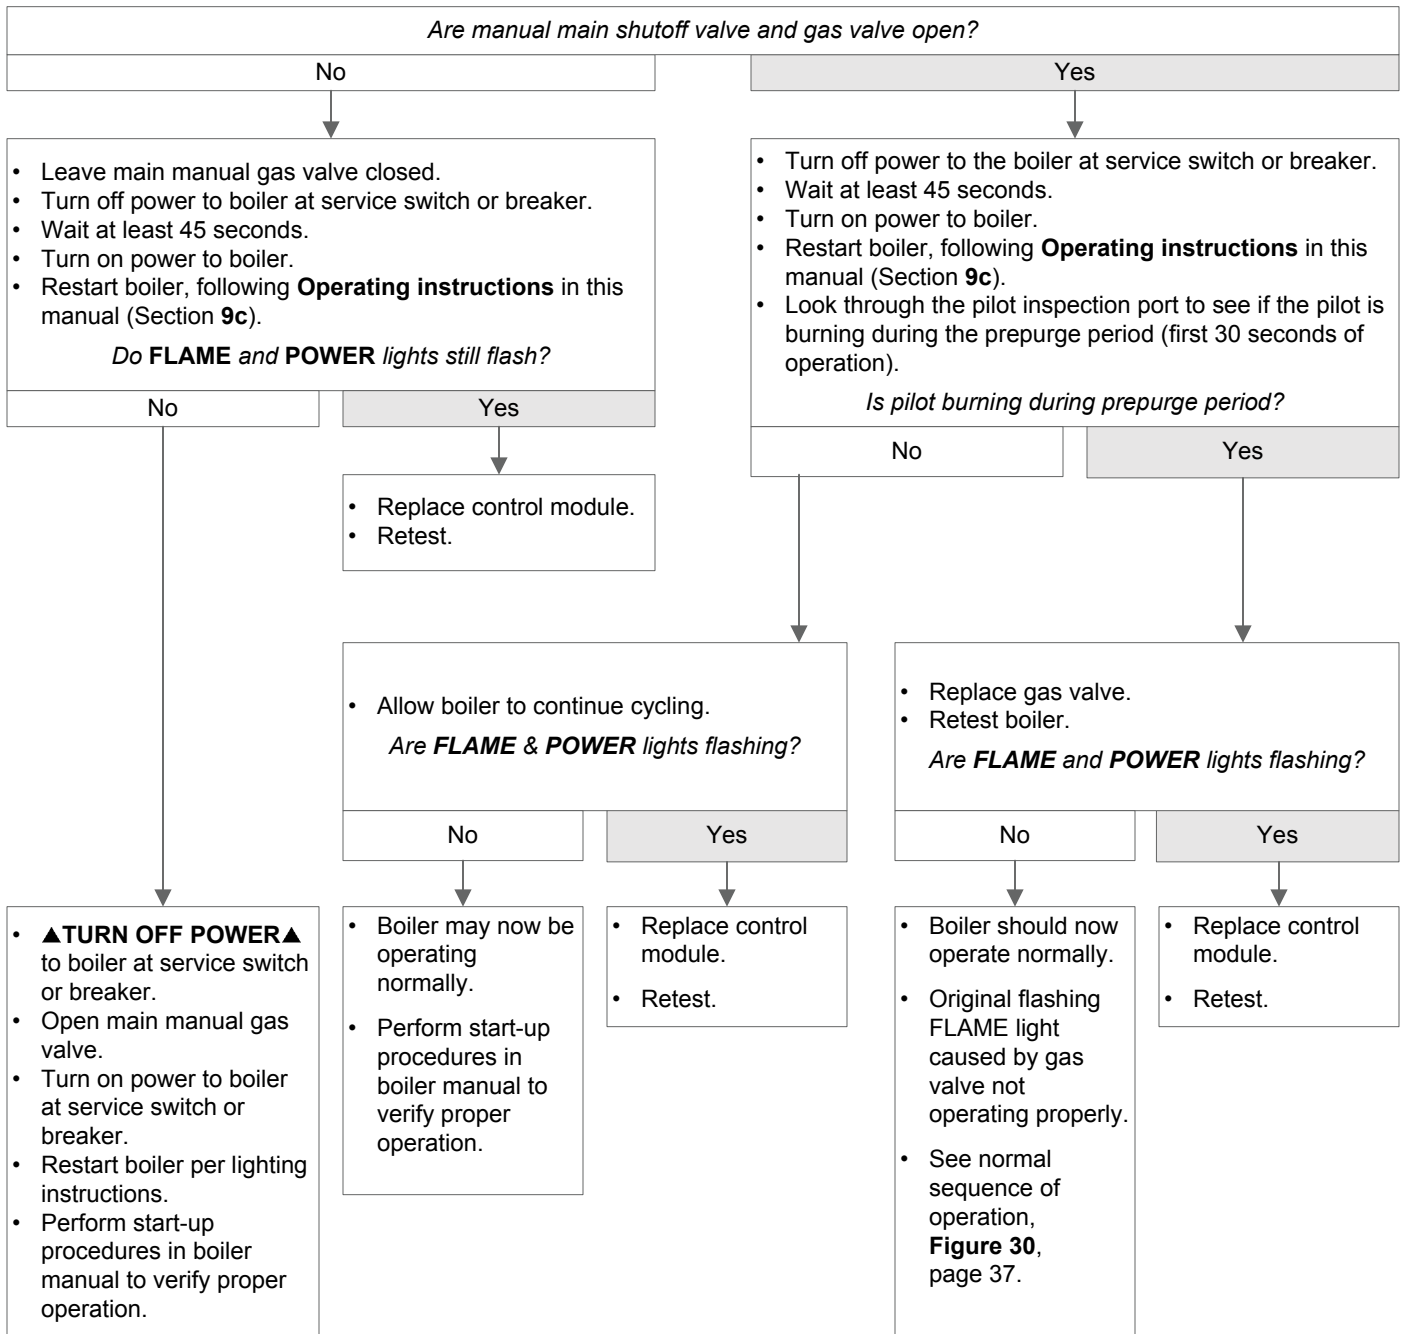 Are manual main shutoff valve and gas valve open?
No
Yes
• Leave main manual gas valve closed.
• Turn off power to boiler at service switch or breaker.
• Wait at least 45 seconds.
• Turn on power to boiler.
• Restart boiler, following Operating instructions in this
manual (Section 9c).
Do FLAME and POWER lights still flash?
No
Yes
• Turn off power to the boiler at service switch or breaker.
• Wait at least 45 seconds.
• Turn on power to boiler.
• Restart boiler, following Operating instructions in this
manual (Section 9c).
• Look through the pilot inspection port to see if the pilot is
burning during the prepurge period (first 30 seconds of
operation).
Is pilot burning during prepurge period?
No
Yes
• Replace control module.
• Retest.
• Allow boiler to continue cycling.
Are FLAME & POWER lights flashing?
No
Yes
• Replace gas valve.
• Retest boiler.
Are FLAME and POWER lights flashing?
No
Yes
• ▲TURN OFF POWER▲
to boiler at service switch
or breaker.
• Open main manual gas
valve.
• Turn on power to boiler
at service switch or
breaker.
• Restart boiler per lighting
instructions.
• Perform start-up
procedures in boiler
manual to verify proper
operation.
• Boiler may now be
operating
normally.
• Perform start-up
procedures in
boiler manual to
verify proper
operation.
• Replace control
module.
• Retest.
• Boiler should now
operate normally.
• Original flashing
FLAME light
caused by gas
valve not
operating properly.
• See normal
sequence of
operation,
Figure 30,
page 37.
• Replace control
module.
• Retest.